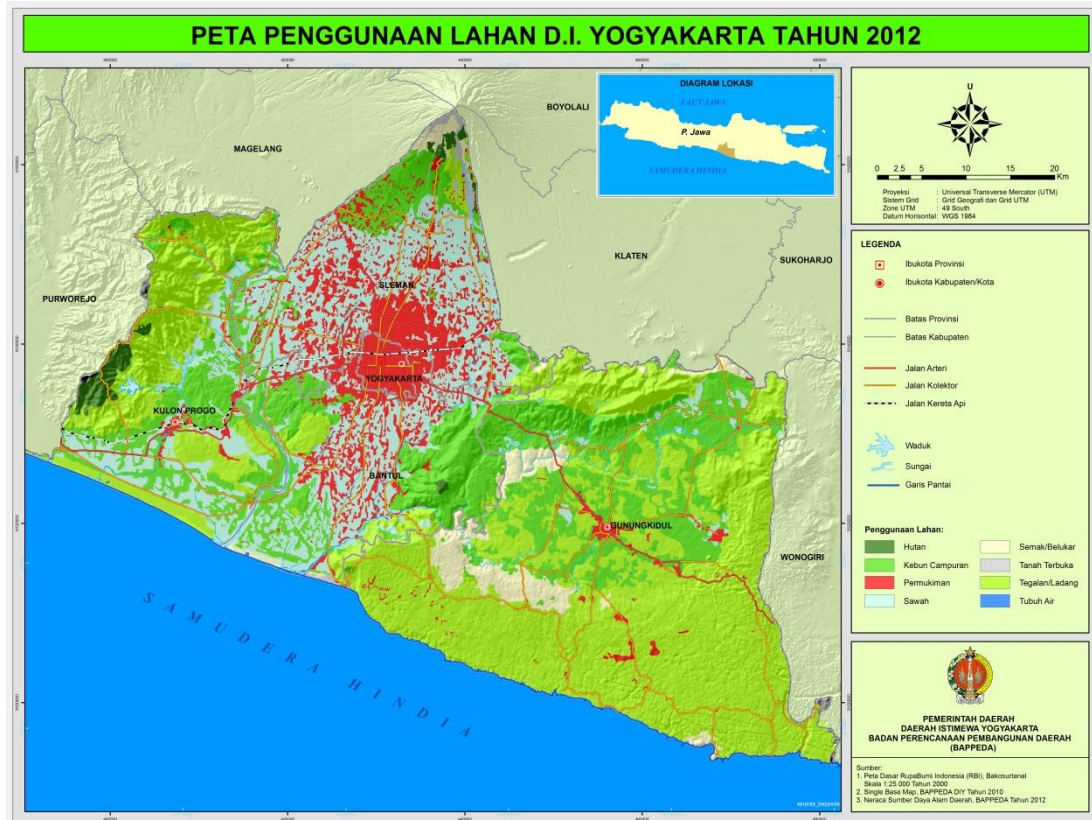 PETA PENGGUNAAN LAHAN D.I. YOGYAKARTA TAHUN 2012
DIAGRAM LOKASI
LAUT JAWA
P. Jawa
SAMUDERA HINDIA
BOYOLALI
MAGELANG
KLATEN
SUKOHARJO
PURWOREJO
SLEMAN
YOGYAKARTA
KULON PROGO
BANTUL
GUNUNGKIDUL
WONOGIRI
SAMUDERA HINDIA
sarpras_bappeda
U
0 2.5 5 10 15 20
Km
Proyeksi : Universal Transverse Mercator (UTM)
Sistem Grid : Grid Geografi dan Grid UTM
Zone UTM : 49 South
Datum Horisontal: WGS 1984
LEGENDA
Ibukota Provinsi
Ibukota Kabupaten/Kota
Batas Provinsi
Batas Kabupaten
Jalan Arteri
Jalan Kolektor
Jalan Kereta Api
Waduk
Sungai
Garis Pantai
Penggunaan Lahan:
Hutan
Kebun Campuran
Permukiman
Sawah
Semak/Belukar
Tanah Terbuka
Tegalan/Ladang
Tubuh Air
PEMERINTAH DAERAH
DAERAH ISTIMEWA YOGYAKARTA
BADAN PERENCANAAN PEMBANGUNAN DAERAH
(BAPPEDA)
Sumber:
1. Peta Dasar RupaBumi Indonesia (RBI), Bakosurtanal
Skala 1:25.000 Tahun 2000
2. Single Base Map, BAPPEDA DIY Tahun 2010
3. Neraca Sumber Daya Alam Daerah, BAPPEDA Tahun 2012